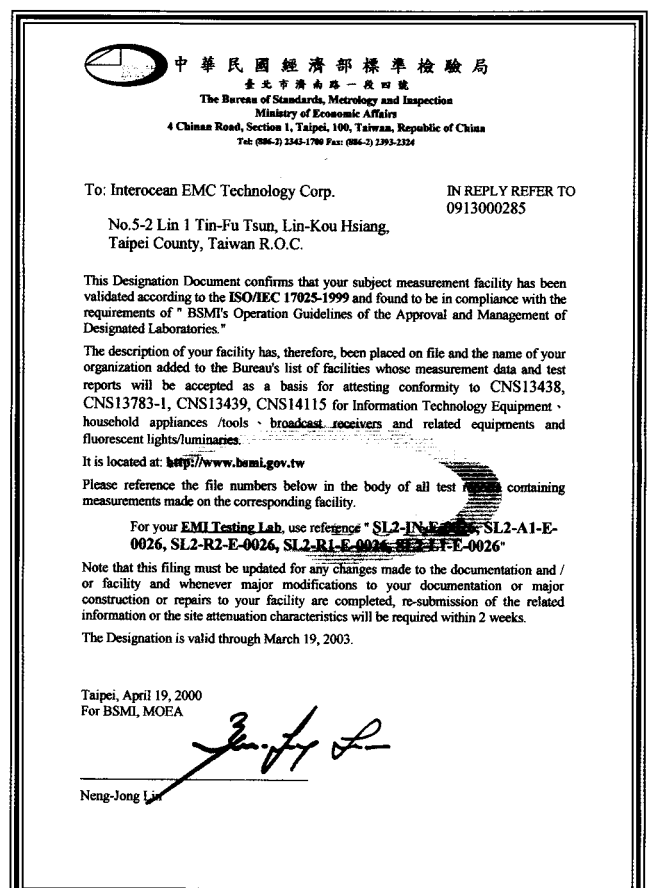 中華民國經濟部標準檢驗局
臺北市濟南路一段四號
The Bureau of Standards, Metrology and Inspection
Ministry of Economic Affairs
4 Chinan Road, Section 1, Taipei, 100, Taiwan, Republic of China
Tel: (886-2) 2343-1700 Fax: (886-2) 2393-2324
To: Interocean EMC Technology Corp.
IN REPLY REFER TO
0913000285
No.5-2 Lin 1 Tin-Fu Tsun, Lin-Kou Hsiang,
Taipei County, Taiwan R.O.C.
This Designation Document confirms that your subject measurement facility has been
validated according to the ISO/IEC 17025-1999 and found to be in compliance with the
requirements of " BSMI's Operation Guidelines of the Approval and Management of
Designated Laboratories."
The description of your facility has, therefore, been placed on file and the name of your
organization added to the Bureau's list of facilities whose measurement data and test
reports will be accepted as a basis for attesting conformity to CNS13438,
CNS13783-1, CNS13439, CNS14115 for Information Technology Equipment、
household appliances /tools、broadcast receivers and related equipments and
fluorescent lights/luminaries.
It is located at: http://www.bsmi.gov.tw
Please reference the file numbers below in the body of all test containing
measurements made on the corresponding facility.
For your EMI Testing Lab, use reference " SL2-IN-E-0026, SL2-A1-E-
0026, SL2-R2-E-0026, SL2-R1-E-0026, SL2-L1-E-0026"
Note that this filing must be updated for any changes made to the documentation and /
or facility and whenever major modifications to your documentation or major
construction or repairs to your facility are completed, re-submission of the related
information or the site attenuation characteristics will be required within 2 weeks.
The Designation is valid through March 19, 2003.
Taipei, April 19, 2000
For BSMI, MOEA
Neng-Jong Lin